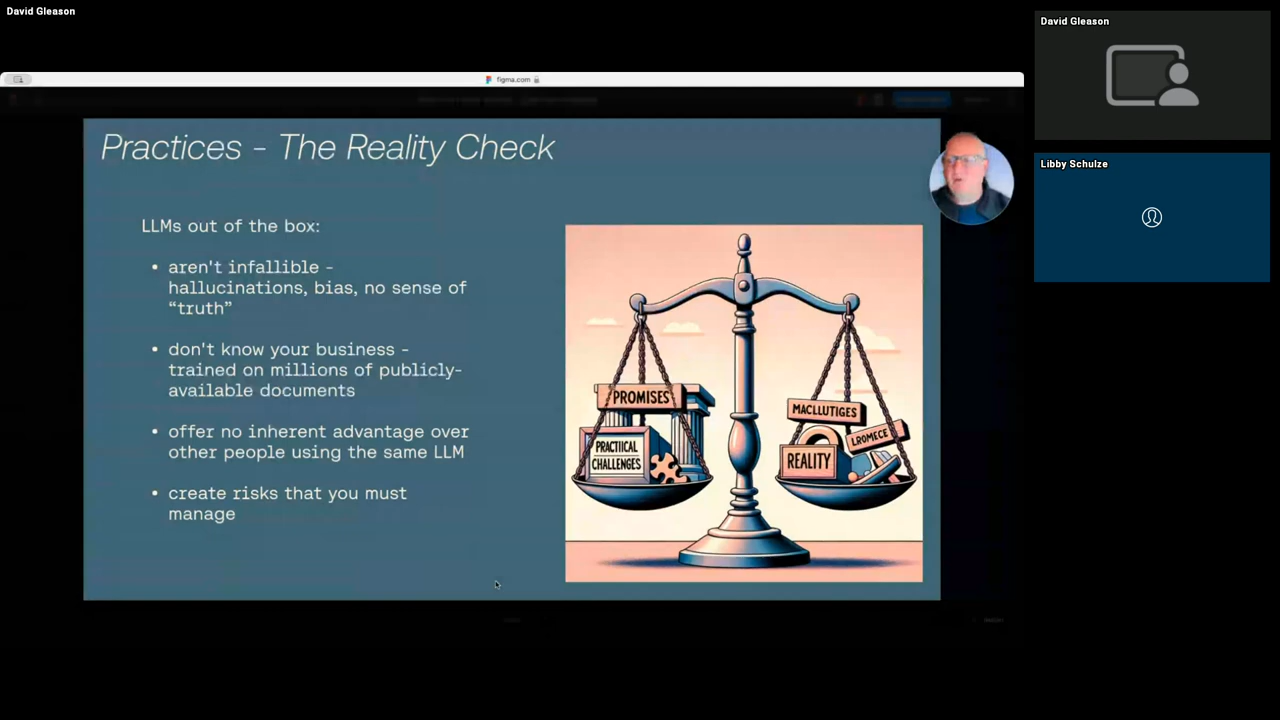 David Gleason
figma.com
Practices - The Reality Check
LLMs out of the box:
• aren't infallible -
hallucinations, bias, no sense of
“truth”
• don't know your business -
trained on millions of publicly-
available documents
• offer no inherent advantage over
other people using the same LLM
• create risks that you must
manage
PROMISES
PRACTICAL
CHALLENGES
MACLLUTIGES
LROMECE
REALITY
David Gleason
Libby Schulze